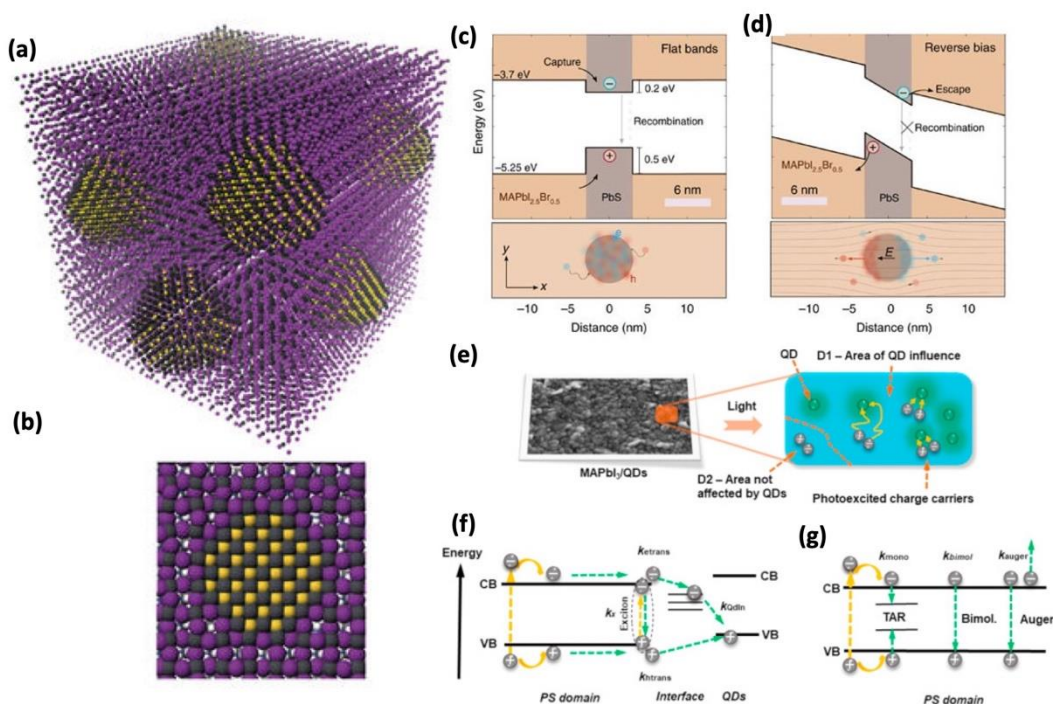 (a)
(b)
(c)
Flat bands
Capture
−3.7 eV
0.2 eV
Recombination
−5.25 eV
0.5 eV
MAPbI2.5Br0.5
PbS
6 nm
Energy (eV)
y
x
e
h
−10 −5 0 5 10
Distance (nm)
(d)
Reverse bias
Escape
Recombination
MAPbI2.5Br0.5
6 nm
PbS
E
−10 −5 0 5 10
Distance (nm)
(e)
QD
D1 – Area of QD influence
Light
MAPbI3/QDs
D2 – Area not
affected by QDs
Photoexcited charge carriers
(f)
Energy
CB
VB
ketrans
Exciton
khtrans
kQdIn
CB
VB
PS domain
Interface
QDs
(g)
kmono
kbimol
kauger
CB
TAR
Bimol.
Auger
VB
PS domain